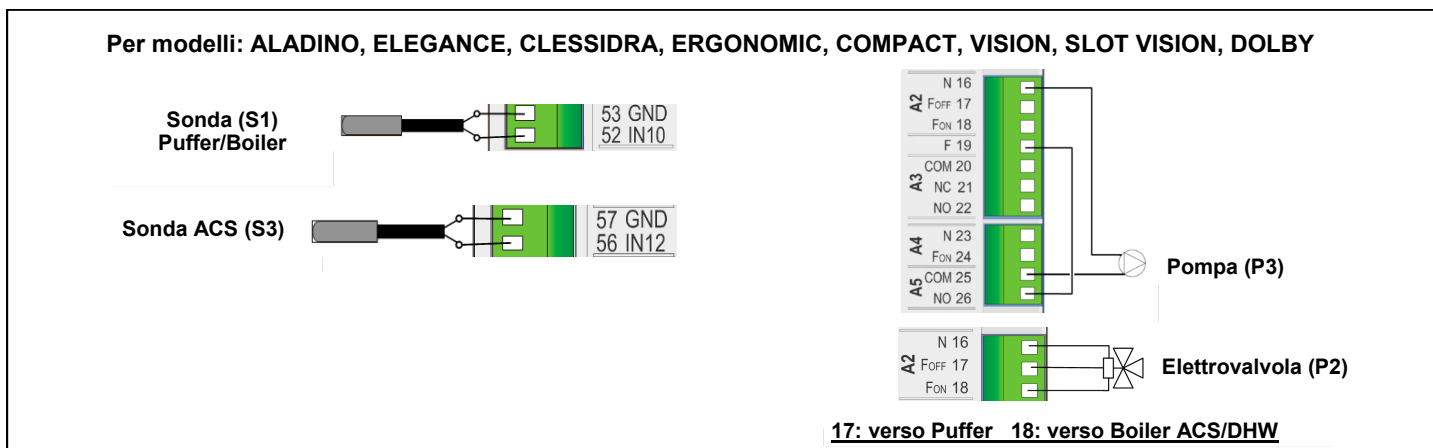 Per modelli: ALADINO, ELEGANCE, CLESSIDRA, ERGONOMIC, COMPACT, VISION, SLOT VISION, DOLBY
Sonda (S1)
Puffer/Boiler
53 GND
52 IN10
Sonda ACS (S3)
57 GND
56 IN12
A2
N 16
FOFF 17
FON 18
F 19
A3
COM 20
NC 21
NO 22
A4
N 23
FON 24
A5
COM 25
NO 26
Pompa (P3)
A2
N 16
FOFF 17
FON 18
Elettrovalvola (P2)
17: verso Puffer 18: verso Boiler ACS/DHW